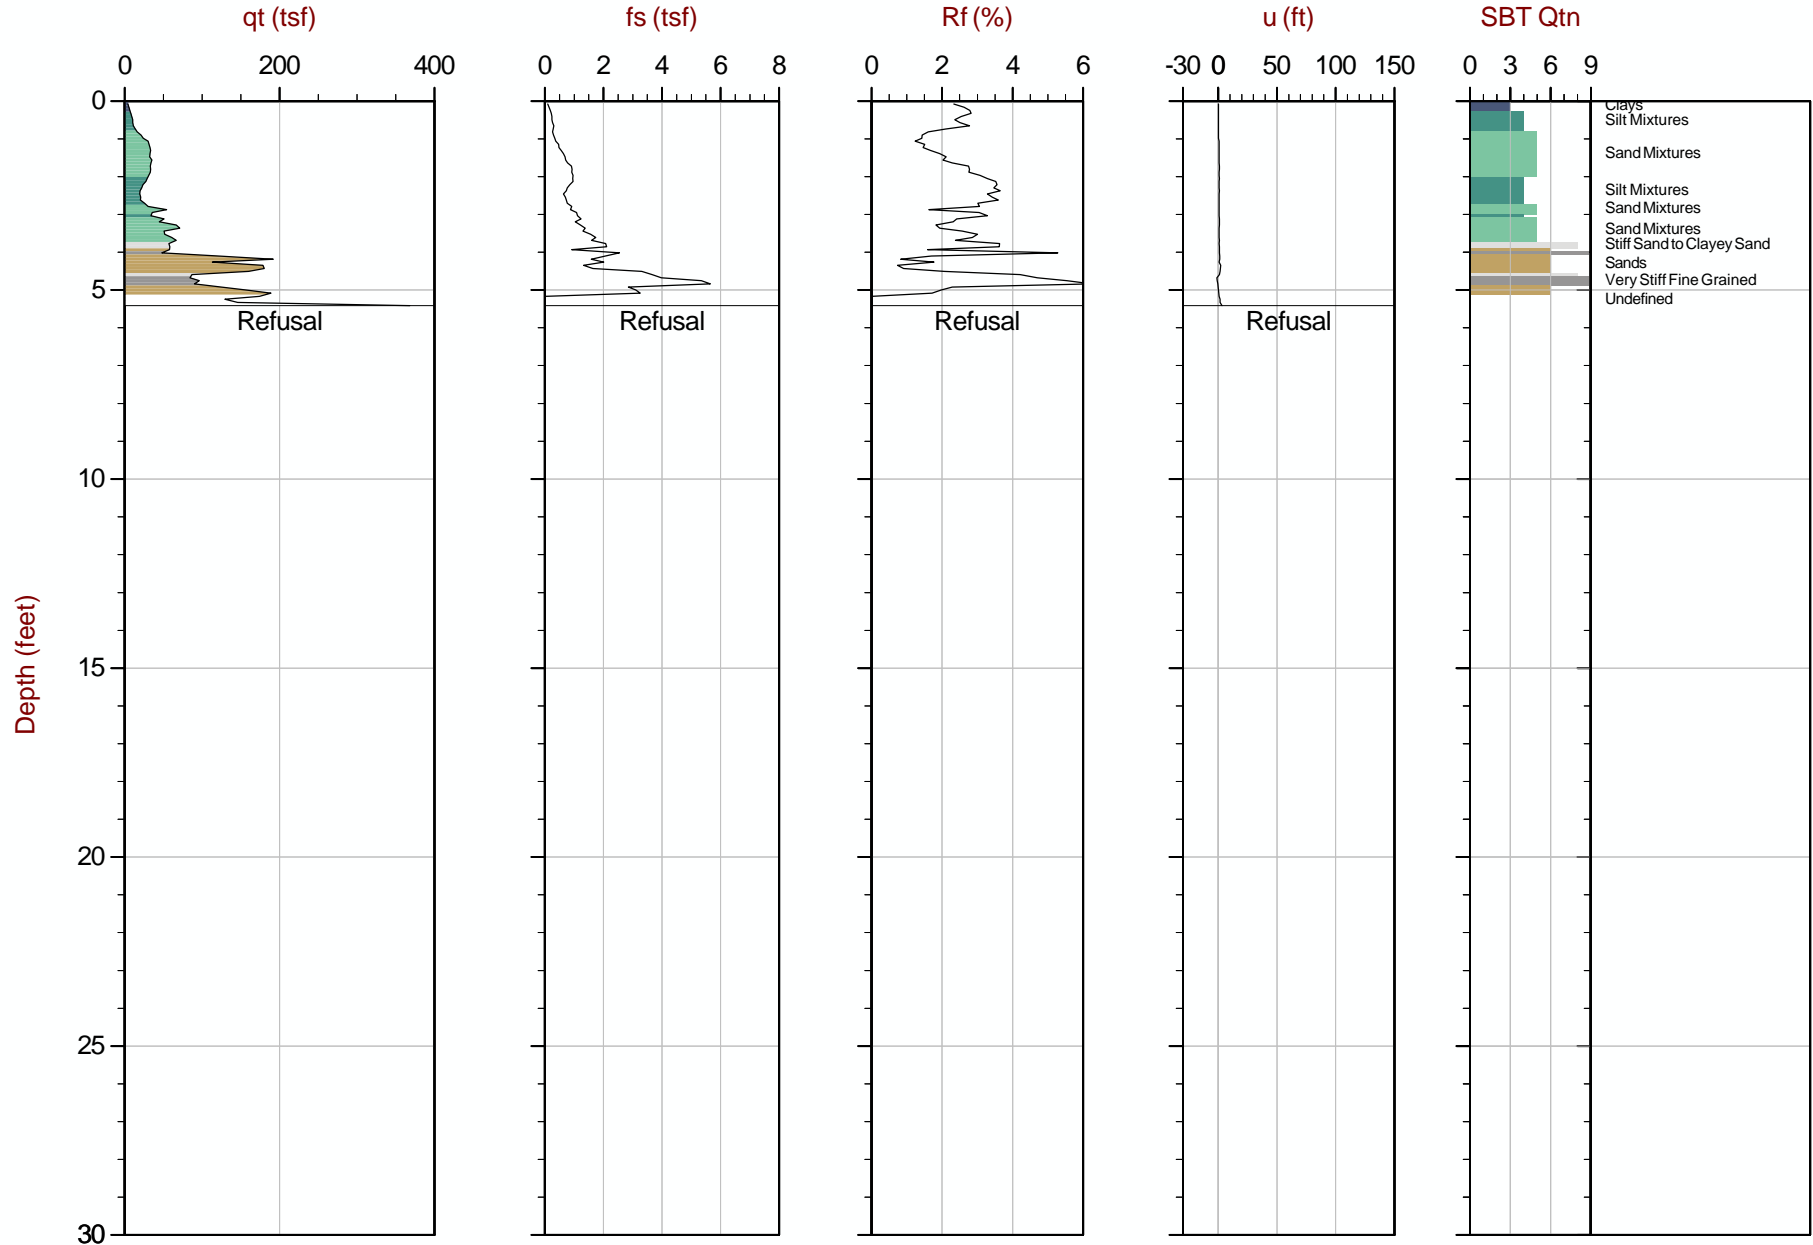 qt (tsf) fs (tsf) Rf (%) u (ft) SBT Qtn
0 200 400 0 2 4 6 8 0 2 4 6 -30 0 50 100 150 0 3 6 9
0
Clays
Silt Mixtures
Sand Mixtures
Silt Mixtures
Sand Mixtures
Sand Mixtures
Stiff Sand to Clayey Sand
Sands
Very Stiff Fine Grained
5
Undefined
Refusal Refusal Refusal Refusal
10
15
Depth (feet)
20
25
30